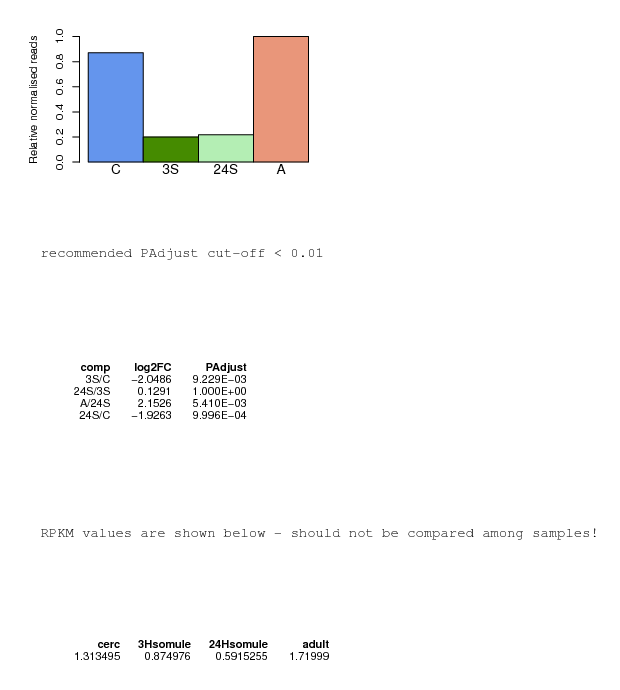 Relative normalised reads
1.0
0.8
0.6
0.4
0.2
0.0
C 3S 24S A
recommended PAdjust cut-off < 0.01
comp log2FC PAdjust
3S/C −2.0486 9.229E−03
24S/3S 0.1291 1.000E+00
A/24S 2.1526 5.410E−03
24S/C −1.9263 9.996E−04
RPKM values are shown below - should not be compared among samples!
cerc 3Hsomule 24Hsomule adult
1.313495 0.874976 0.5915255 1.71999